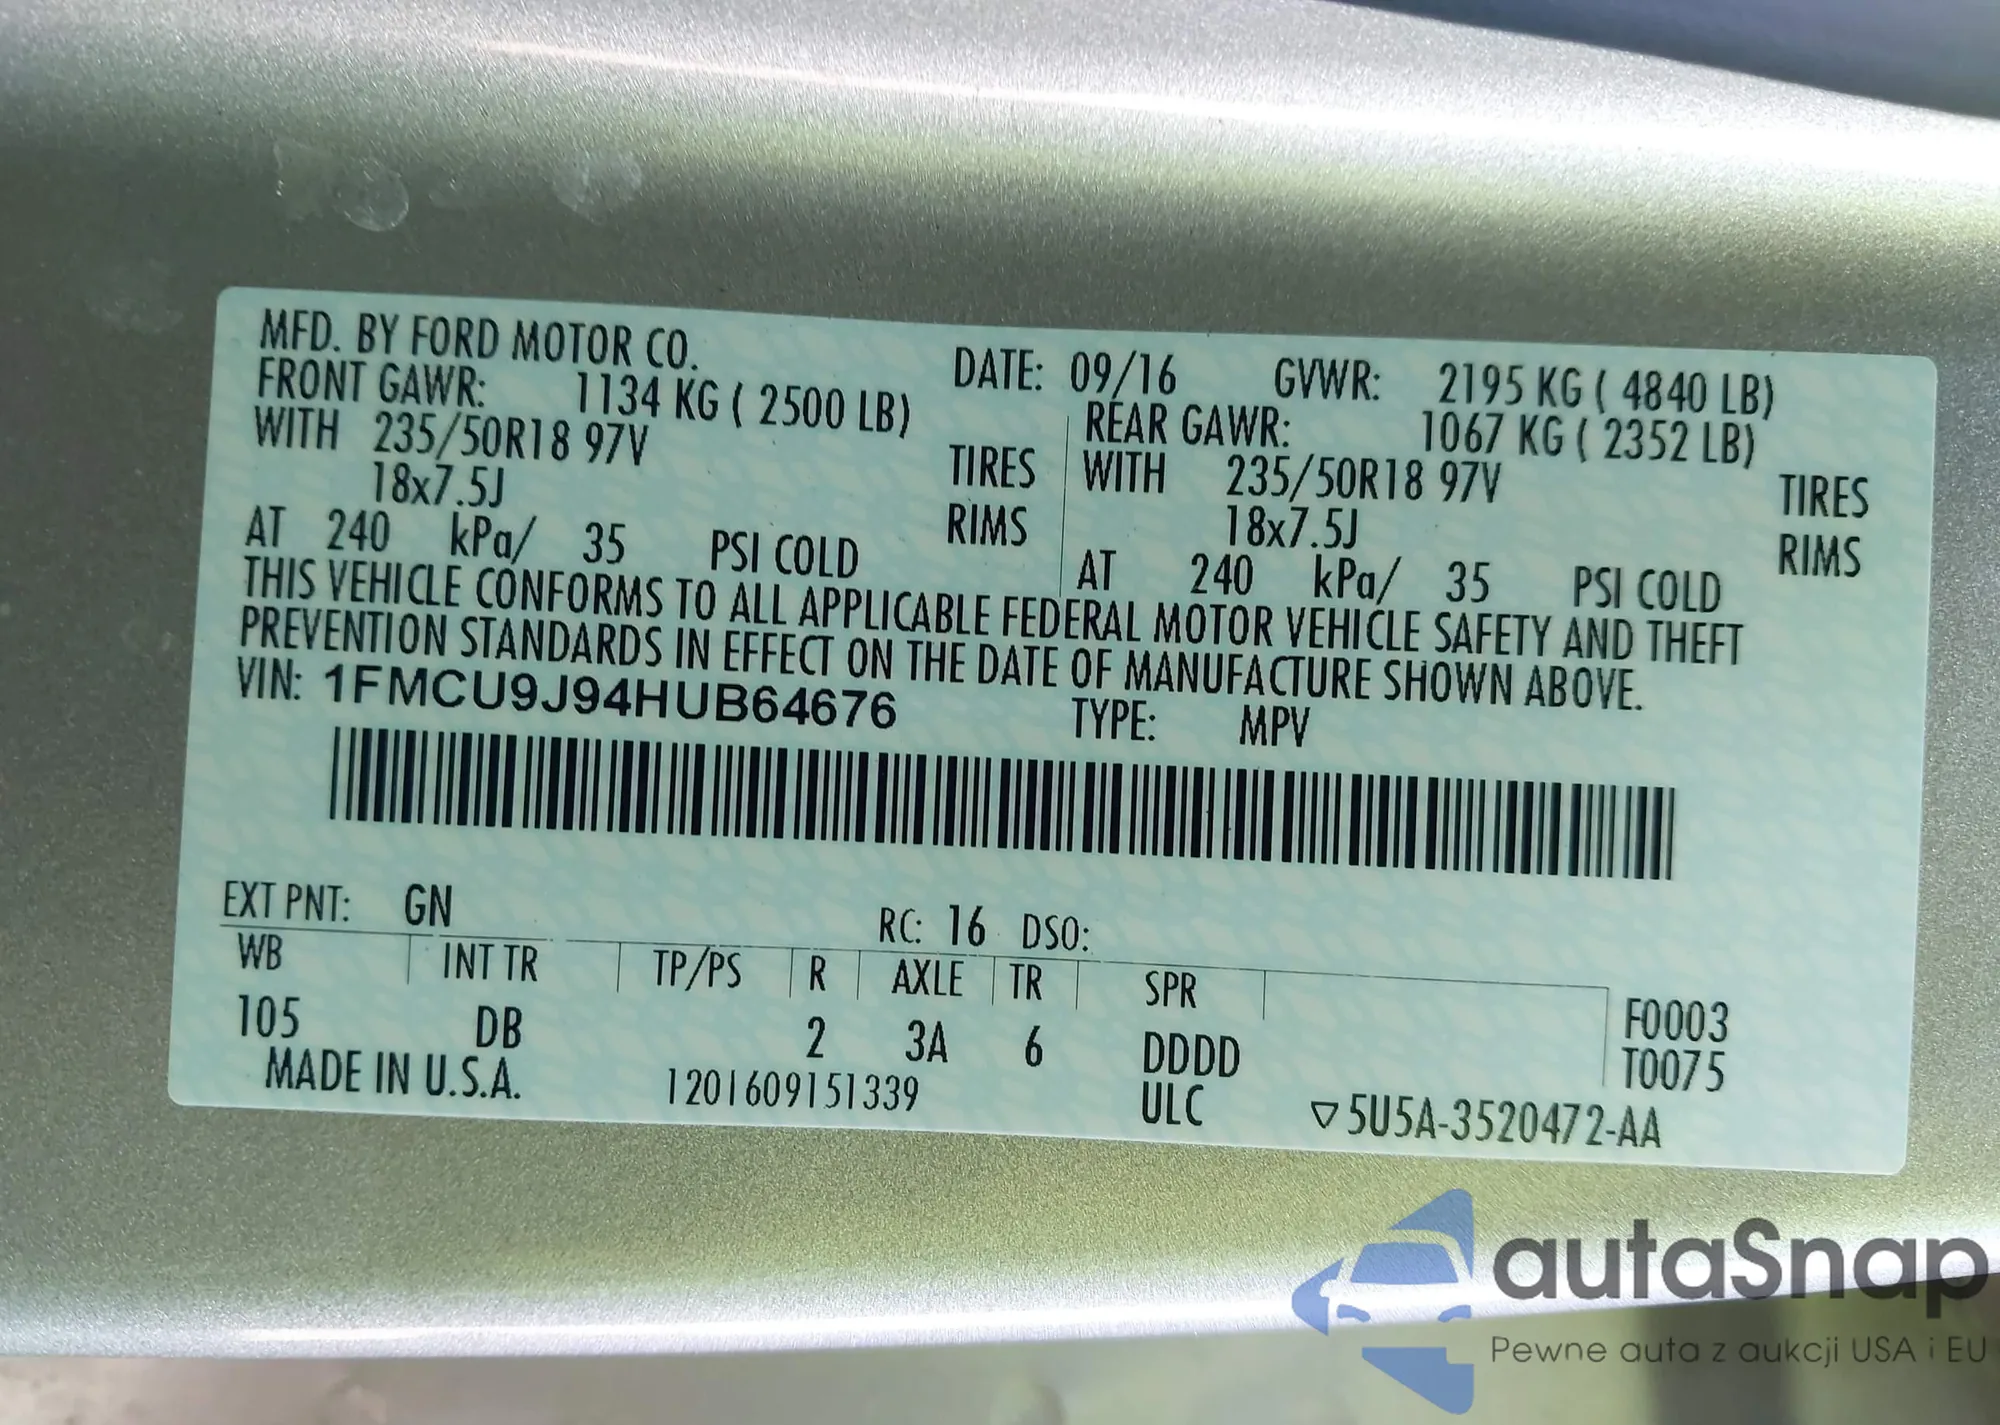 MFD. BY FORD MOTOR CO. DATE: 09/16 GVWR: 2195 KG ( 4840 LB)
FRONT GAWR: 1134 KG ( 2500 LB) REAR GAWR: 1067 KG ( 2352 LB)
WITH 235/50R18 97V TIRES WITH 235/50R18 97V TIRES
18x7.5J RIMS 18x7.5J RIMS
AT 240 kPa/ 35 PSI COLD AT 240 kPa/ 35 PSI COLD
THIS VEHICLE CONFORMS TO ALL APPLICABLE FEDERAL MOTOR VEHICLE SAFETY AND THEFT
PREVENTION STANDARDS IN EFFECT ON THE DATE OF MANUFACTURE SHOWN ABOVE.
VIN: 1FMCU9J94HUB64676 TYPE: MPV
EXT PNT: GN RC: 16 DSO:
WB INT TR TP/PS R AXLE TR SPR F0003
105 DB 2 3A 6 DDDD T0075
MADE IN U.S.A. 1201609151339 ULC ▽5U5A-3520472-AA
autaSnap
Pewne auta z aukcji USA i EU